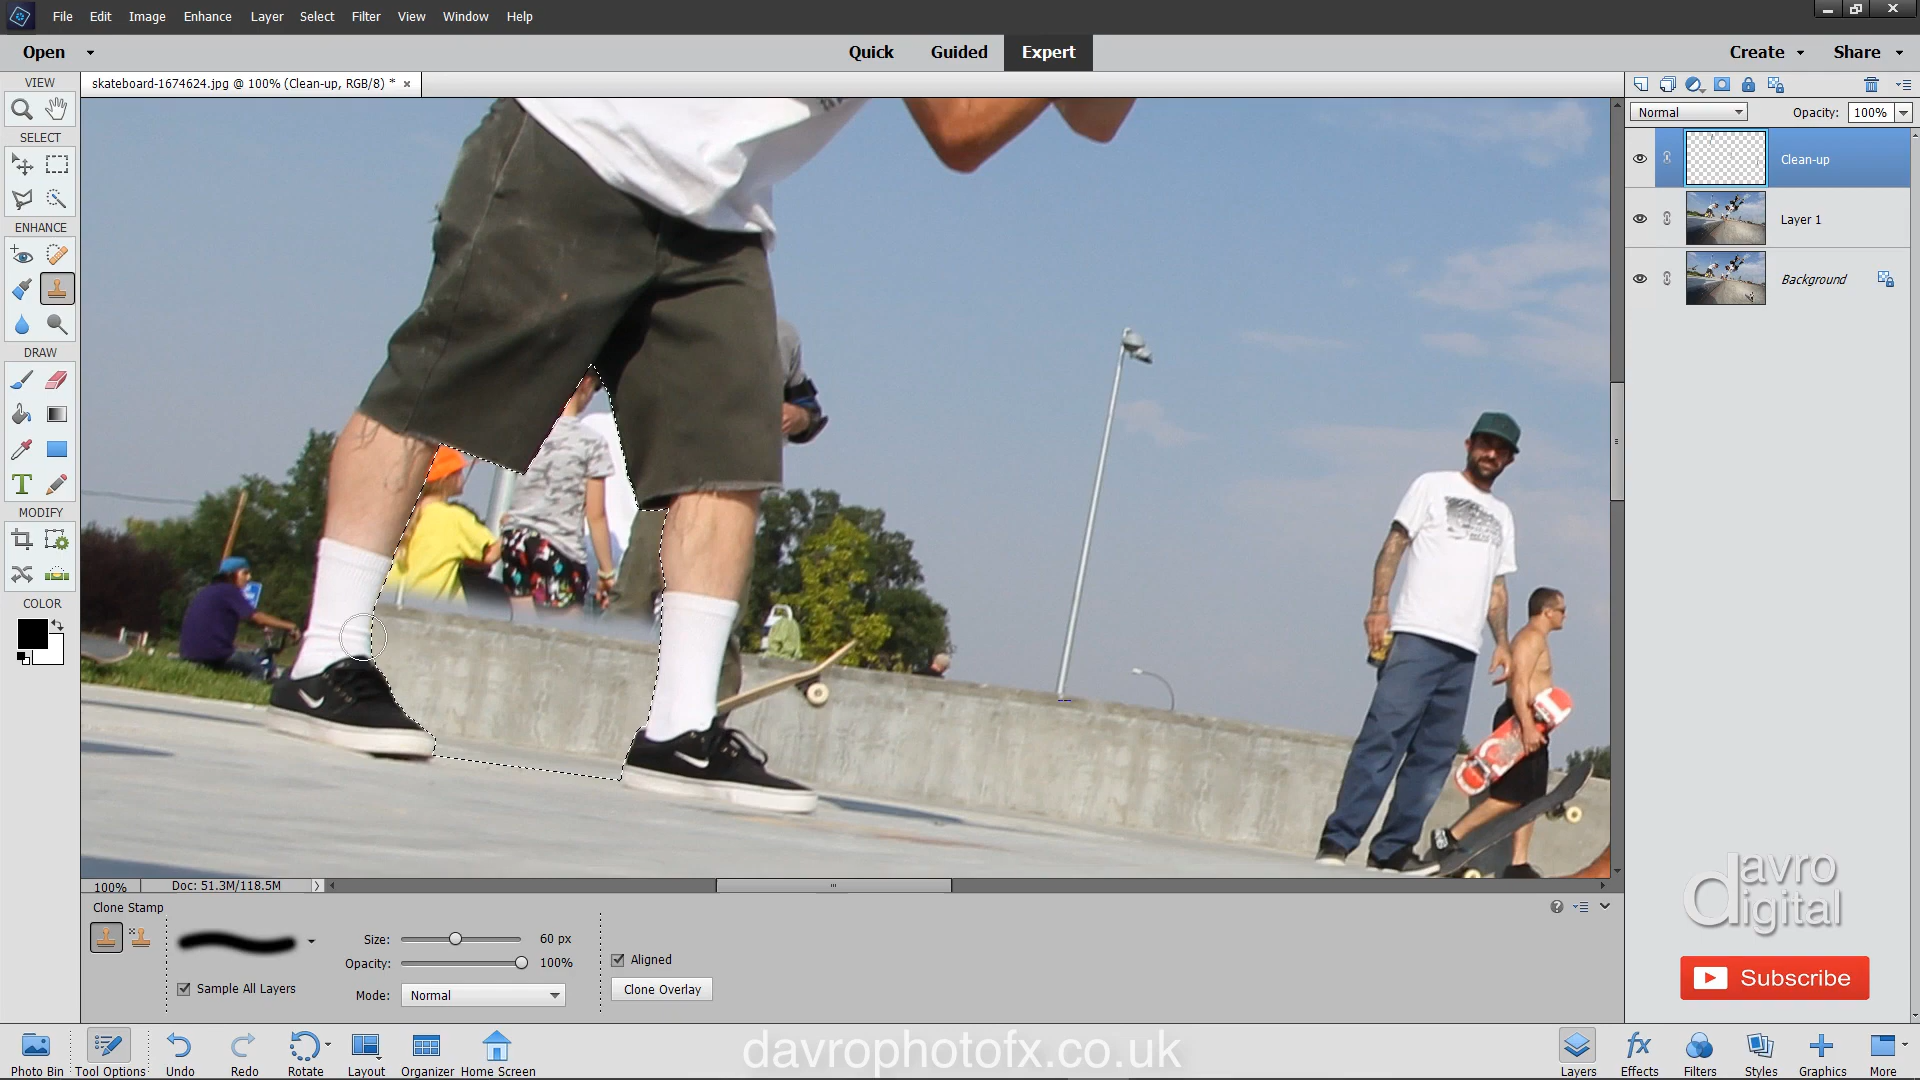 File Edit Image Enhance Layer Select Filter View Window Help
Open Quick Guided Expert Create Share
VIEW
skateboard-1674624.jpg @ 100% (Clean-up, RGB/8) * ×
Normal Opacity: 100%
SELECT
Clean-up
Layer 1
Background
ENHANCE
DRAW
T
MODIFY
COLOR
100% Doc: 51.3M/118.5M
Clone Stamp
Size: 60 px
Opacity: 100%
Sample All Layers
Mode: Normal
Aligned
Clone Overlay
davro
digital
Subscribe
Photo Bin Tool Options Undo Redo Rotate Layout Organizer Home Screen
davrophotofx.co.uk
fx
Layers Effects Filters Styles Graphics More